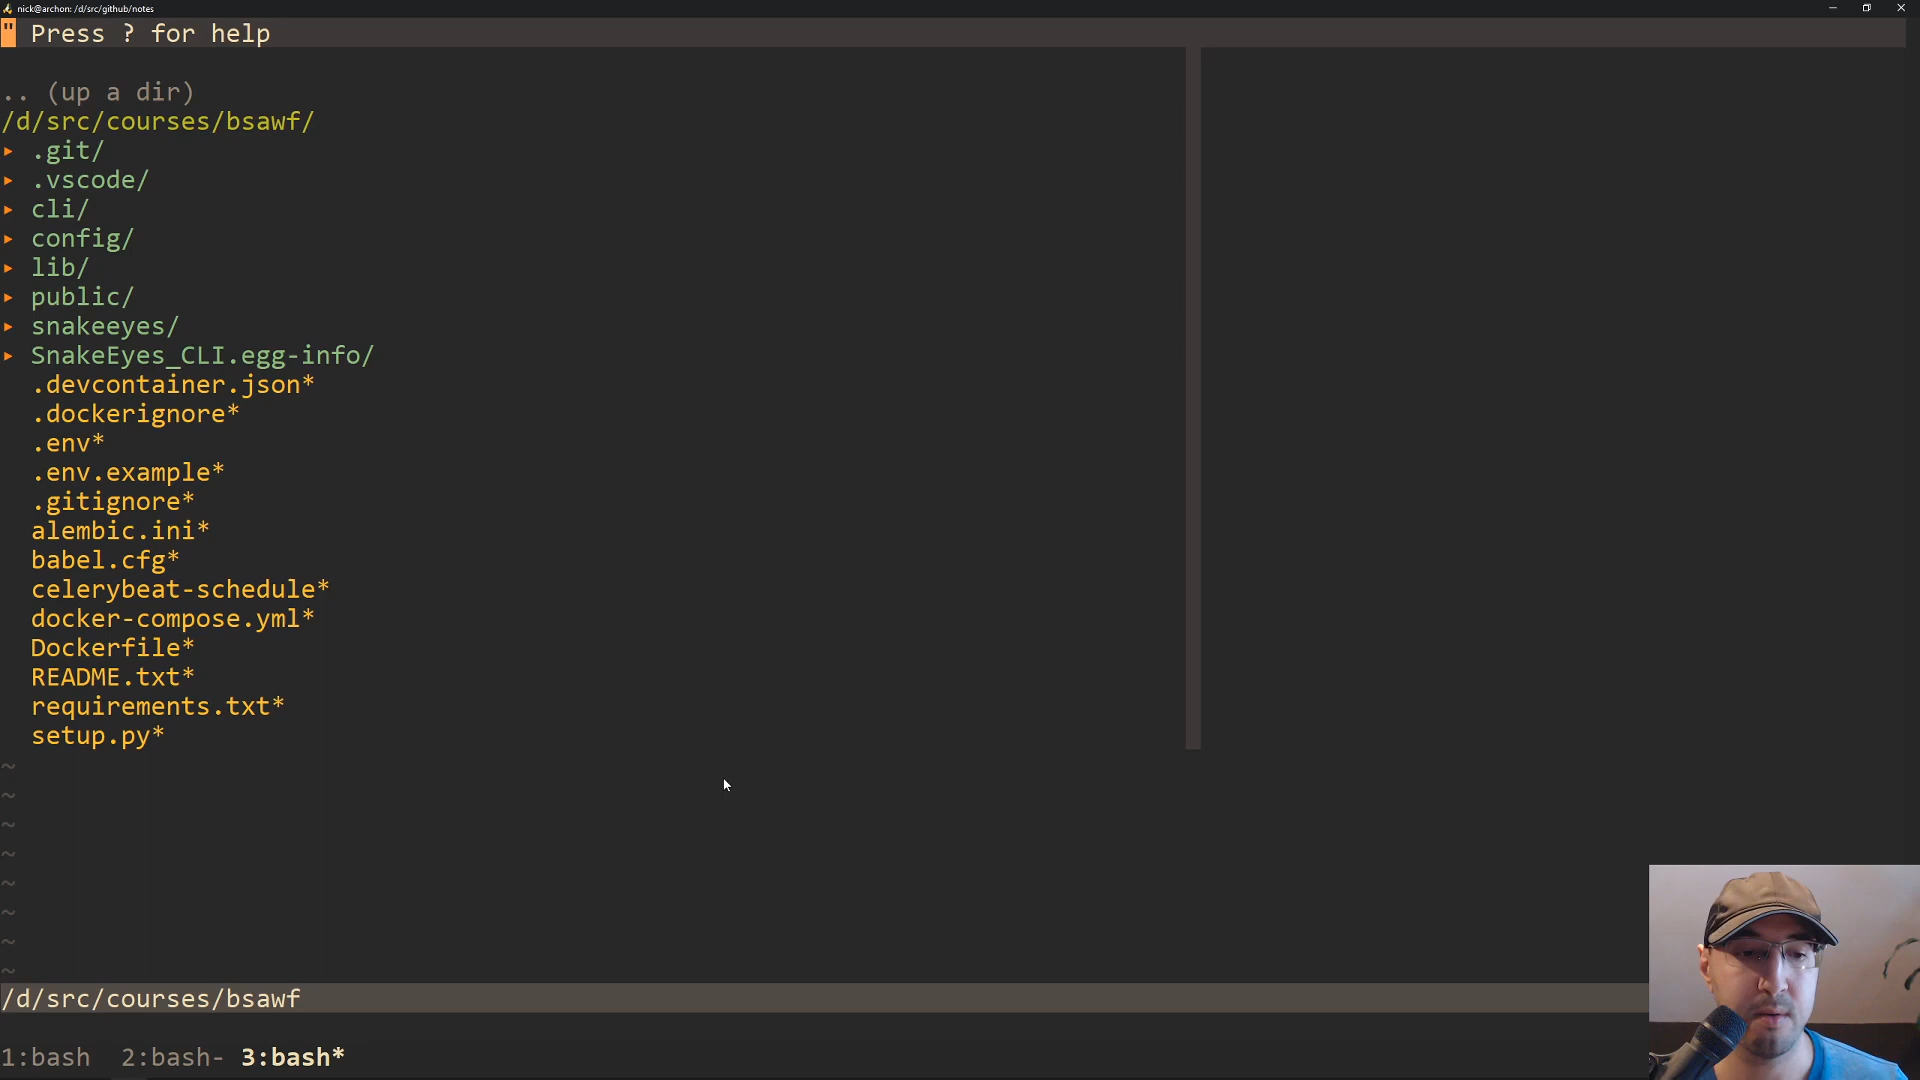 nick@archon: /d/src/github/notes
" Press ? for help
.. (up a dir)
/d/src/courses/bsawf/
▸ .git/
▸ .vscode/
▸ cli/
▸ config/
▸ lib/
▸ public/
▸ snakeeyes/
▸ SnakeEyes_CLI.egg-info/
.devcontainer.json*
.dockerignore*
.env*
.env.example*
.gitignore*
alembic.ini*
babel.cfg*
celerybeat-schedule*
docker-compose.yml*
Dockerfile*
README.txt*
requirements.txt*
setup.py*
~
~
~
~
~
~
~
~
/d/src/courses/bsawf
1:bash 2:bash- 3:bash*